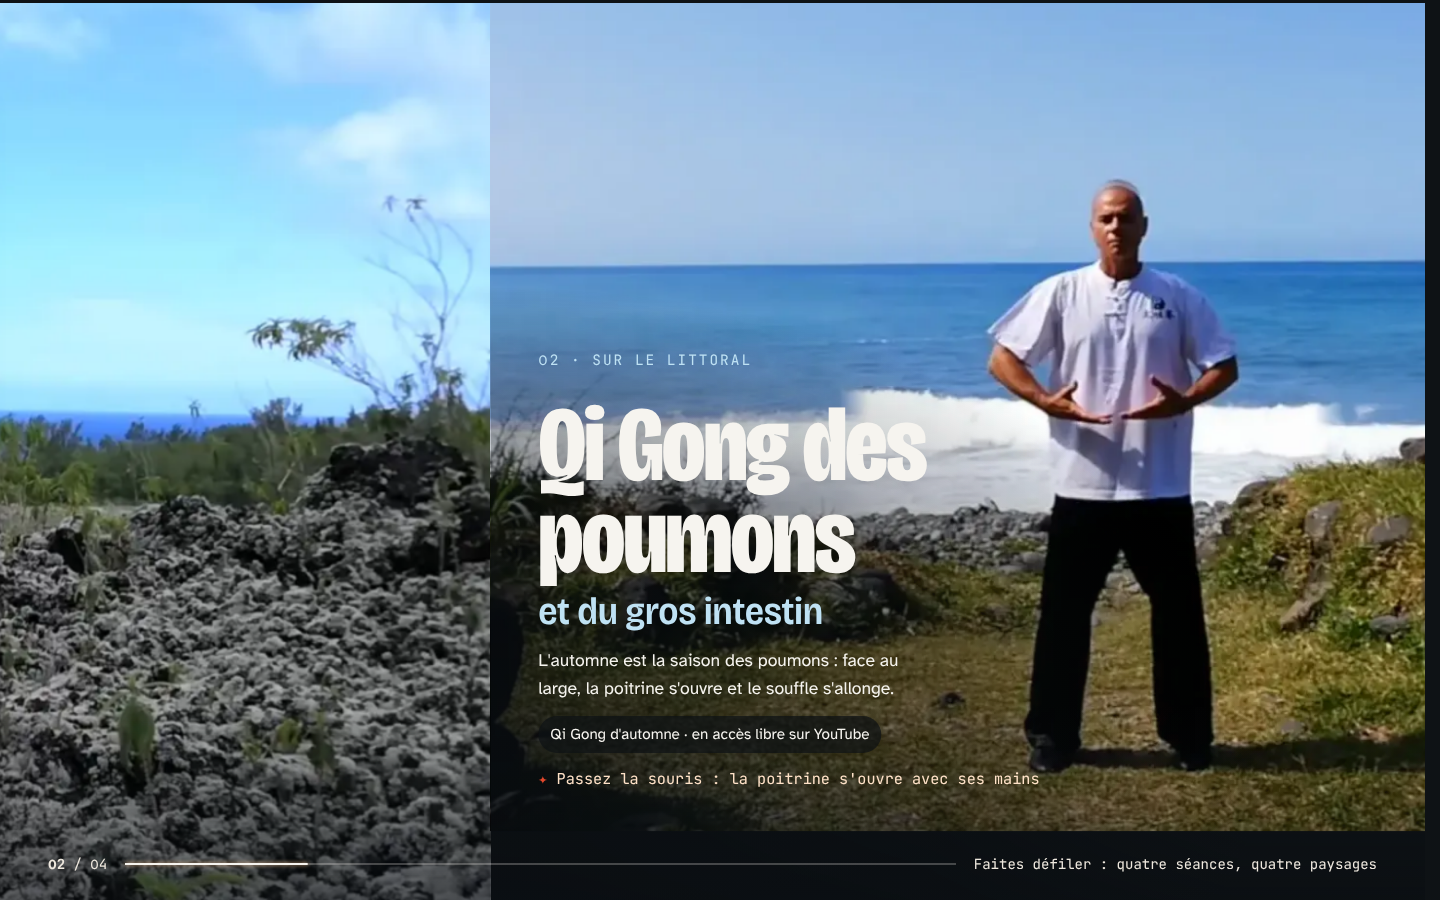 02 · SUR LE LITTORAL
Qi Gong des
poumons
et du gros intestin
L'automne est la saison des poumons : face au
large, la poitrine s'ouvre et le souffle s'allonge.
Qi Gong d'automne · en accès libre sur YouTube
✦ Passez la souris : la poitrine s'ouvre avec ses mains
02 / 04
Faites défiler : quatre séances, quatre paysages